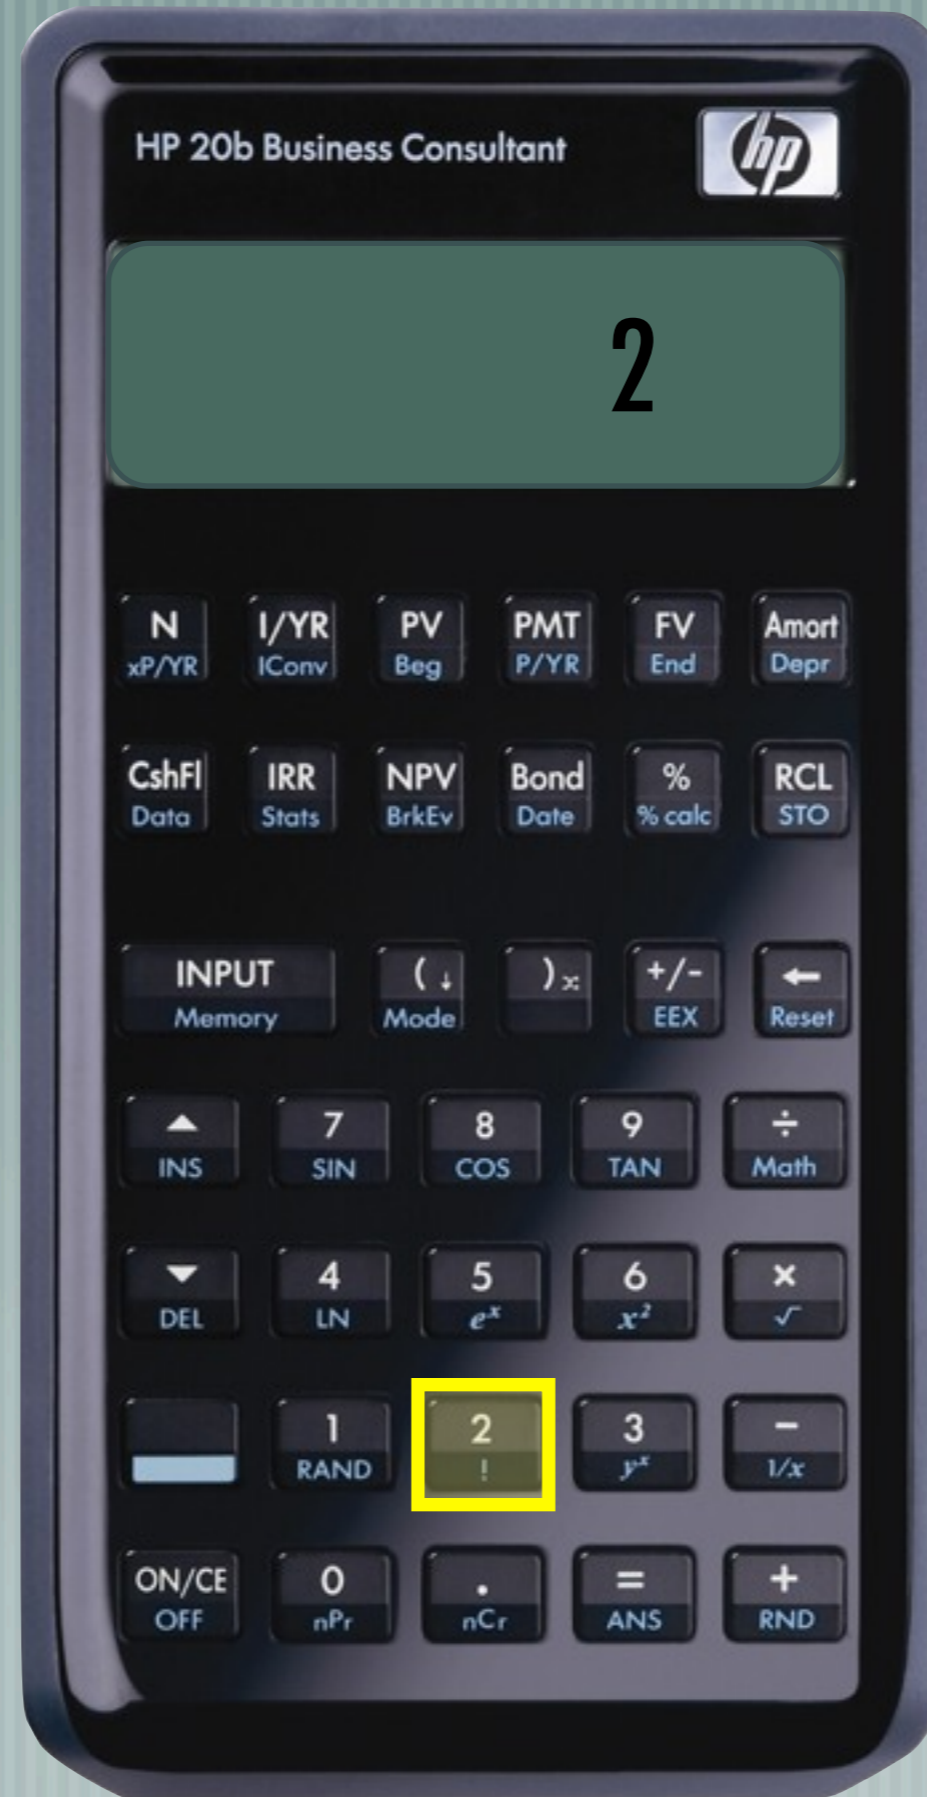 HP 20b Business Consultant
hp
2
N I/YR PV PMT FV Amort
xP/YR IConv Beg P/YR End Depr
CshFl IRR NPV Bond % RCL
Data Stats BrkEv Date % calc STO
INPUT ( ↓ ) +/- ←
Memory Mode EEX Reset
▲ 7 8 9 ÷
INS SIN COS TAN Math
▼ 4 5 6 ×
DEL LN eˣ x² √
1 2 3 −
RAND ! yˣ 1/x
ON/CE 0 . = +
OFF nPr nCr ANS RND